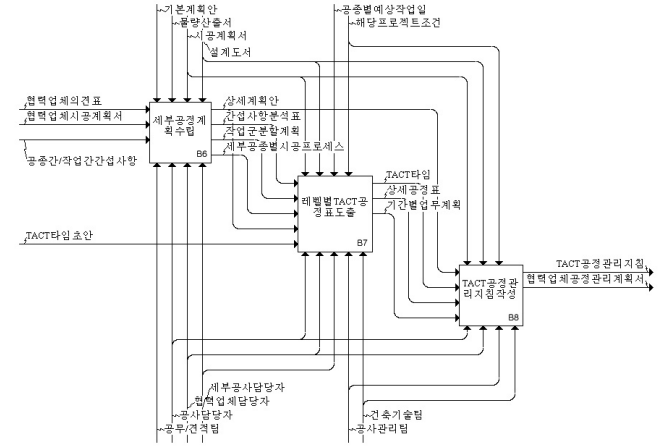 기본계획안
물량산출서
시공계획서
설계도서
공종별예상작업일
해당프로젝트조건
협력업체의견표
협력업체시공계획서
공종간/작업간간섭사항
세부공정계
획수립
B6
상세계획안
간섭사항분석표
작업군분할계획
세부공종별시공프로세스
TACT타임초안
레벨별TACT공
정표도출
B7
TACT타임
상세공정표
기간별업무계획
TACT공정관
리지침작성
B8
TACT공정관리지침
협력업체공정관리계획서
세부공사담당자
협력업체담당자
공사담당자
공무/견적팀
건축기술팀
공사관리팀